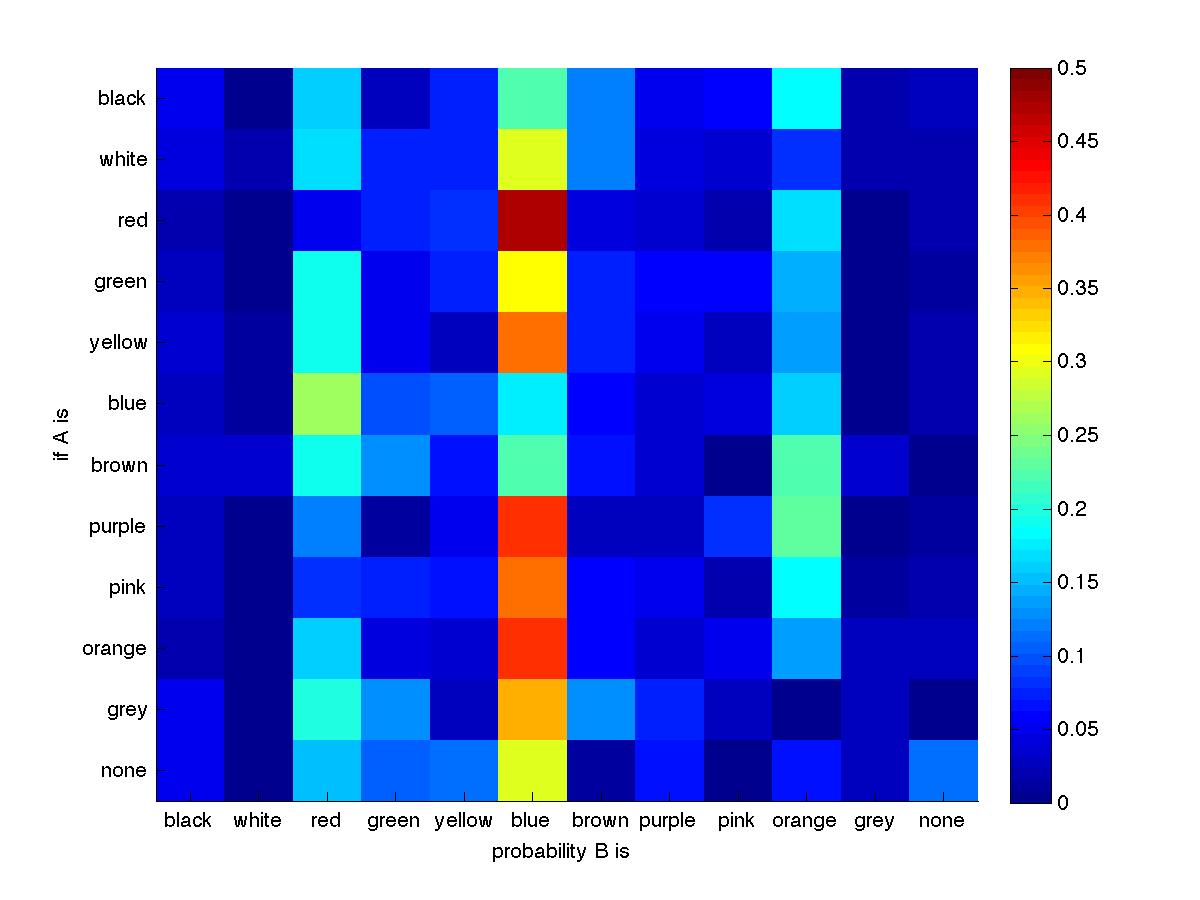 if A is
black
white
red
green
yellow
blue
brown
purple
pink
orange
grey
none
black white red green yellow blue brown purple pink orange grey none
probability B is
0.5
0.45
0.4
0.35
0.3
0.25
0.2
0.15
0.1
0.05
0